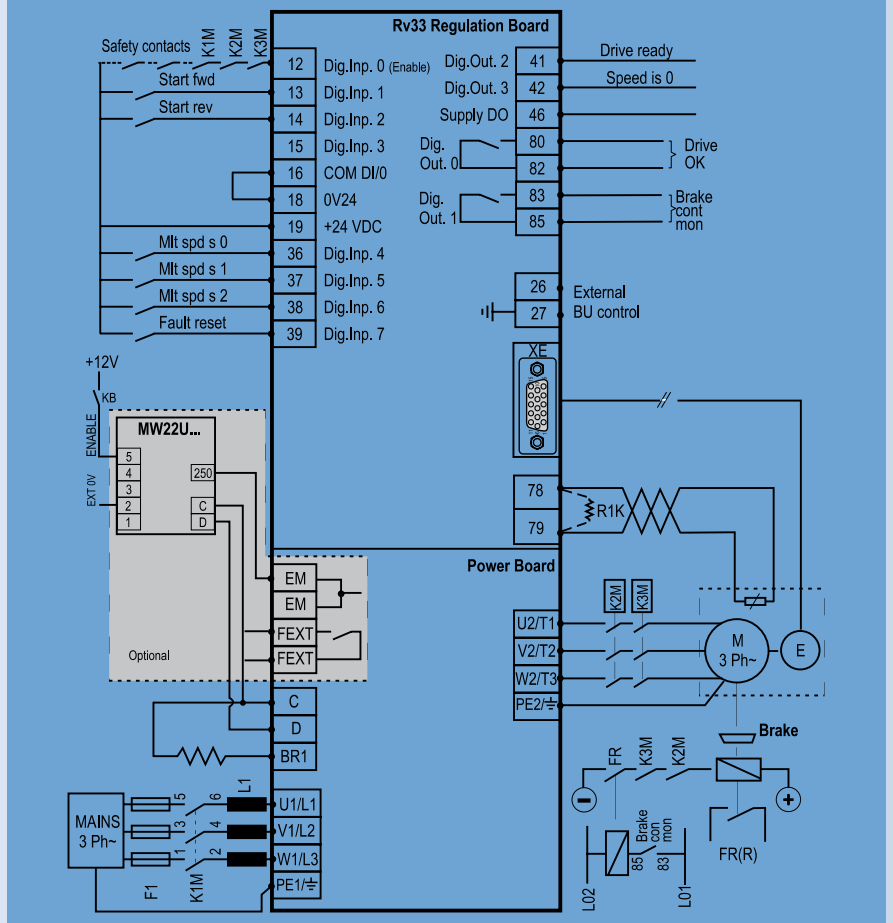 Rv33 Regulation Board
Safety contacts
K1M
K2M
K3M
12 Dig.Inp. 0 (Enable)
Start fwd
13 Dig.Inp. 1
Start rev
14 Dig.Inp. 2
15 Dig.Inp. 3
16 COM DI/0
18 0V24
19 +24 VDC
Mlt spd s 0
36 Dig.Inp. 4
Mlt spd s 1
37 Dig.Inp. 5
Mlt spd s 2
38 Dig.Inp. 6
Fault reset
39 Dig.Inp. 7
Dig.Out. 2 41 Drive ready
Dig.Out. 3 42 Speed is 0
Supply DO 46
Dig.
Out. 0
80
82
Drive
OK
Dig.
Out. 1
83
85
Brake
cont
mon
26
27
External
BU control
XE
78
79
R1K
+12V
KB
ENABLE
EXT 0V
MW22U...
5
4
3
2
1
250
C
D
Optional
EM
EM
FEXT
FEXT
C
D
BR1
Power Board
U2/T1
V2/T2
W2/T3
PE2/
K2M
K3M
M
3 Ph~
E
Brake
FR
K3M
K2M
+
FR(R)
Brake
con
mon
85
83
L02
L01
MAINS
3 Ph~
F1
5
3
1
K1M
6
4
2
L1
U1/L1
V1/L2
W1/L3
PE1/